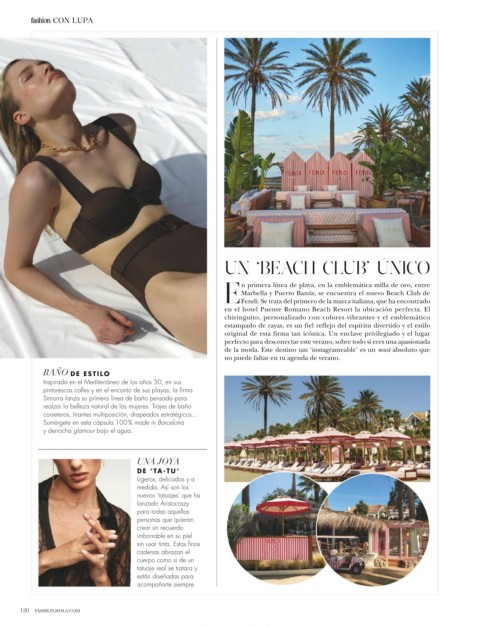 fashion CON LUPA
FENDI FENDI FENDI
UN 'BEACH CLUB' ÚNICO
En primera línea de playa, en la emblemática milla de oro, entre
Marbella y Puerto Banús, se encuentra el nuevo Beach Club de
Fendi. Se trata del primero de la marca italiana, que ha encontrado
en el hotel Puente Romano Beach Resort la ubicación perfecta. El
chiringuito, personalizado con colores vibrantes y el emblemático
estampado de rayas, es un fiel reflejo del espíritu divertido y el estilo
original de esta firma tan icónica. Un enclave privilegiado y el lugar
perfecto para desconectar este verano, sobre todo si eres una apasionada
de la moda. Este destino tan 'instagrameable' es un must absoluto que
no puede faltar en tu agenda de verano.
BAÑO DE ESTILO
Inspirada en el Mediterráneo de los años 50, en sus
pintorescas calles y en el encanto de sus playas, la firma
Simorra lanza su primera línea de baño pensada para
realzar la belleza natural de las mujeres. Trajes de baño
corseteros, tirantes multiposición, drapeados estratégicos...
Sumérgete en esta cápsula 100% made in Barcelona
y derrocha glamour bajo el agua.
UNA JOYA
DE 'TA-TU'
Ligeros, delicados y a
medida. Así son los
nuevos 'tatuajes' que ha
lanzado Aristocrazy
para todas aquellas
personas que quieran
crear un recuerdo
imborrable en su piel
sin usar tinta. Estas finas
cadenas abrazan el
cuerpo como si de un
tatuaje real se tratara y
están diseñadas para
acompañarte siempre.
120 FASHION.HOLA.COM